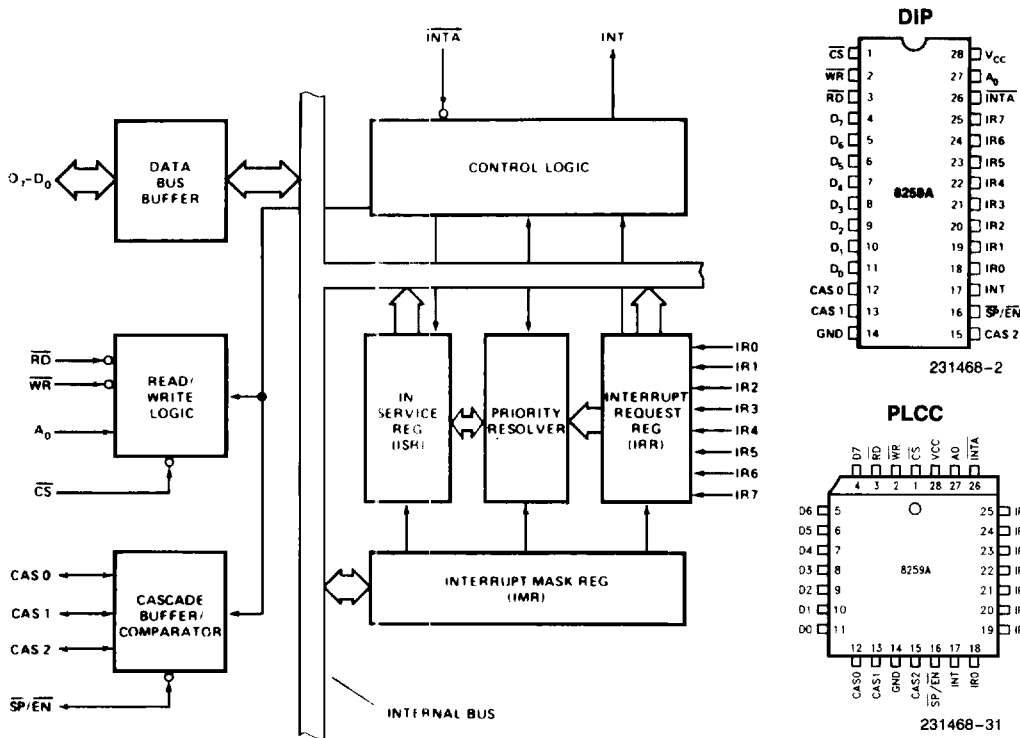 INTA
INT
CONTROL LOGIC
DATA
BUS
BUFFER
D7-D0
RD
WR
A0
CS
READ/
WRITE
LOGIC
IN
SERVICE
REG
(ISR)
PRIORITY
RESOLVER
INTERRUPT
REQUEST
REG
(IRR)
IR0
IR1
IR2
IR3
IR4
IR5
IR6
IR7
CAS 0
CAS 1
CAS 2
CASCADE
BUFFER/
COMPARATOR
SP/EN
INTERRUPT MASK REG
(IMR)
INTERNAL BUS
DIP
CS 1 28 VCC
WR 2 27 A0
RD 3 26 INTA
D7 4 25 IR7
D6 5 24 IR6
D5 6 23 IR5
D4 7 22 IR4
8259A
D3 8 21 IR3
D2 9 20 IR2
D1 10 19 IR1
D0 11 18 IR0
CAS 0 12 17 INT
CAS 1 13 16 SP/EN
GND 14 15 CAS 2
231468-2
PLCC
D7 RD WR CS VCC A0 INTA
4 3 2 1 28 27 26
D6 5 25 I
D5 6 24 I
D4 7 23 I
D3 8 8259A 22 I
D2 9 21 I
D1 10 20 I
D0 11 19 I
12 13 14 15 16 17 18
CAS0 CAS1 GND CAS2 SP/EN INT IR0
231468-31